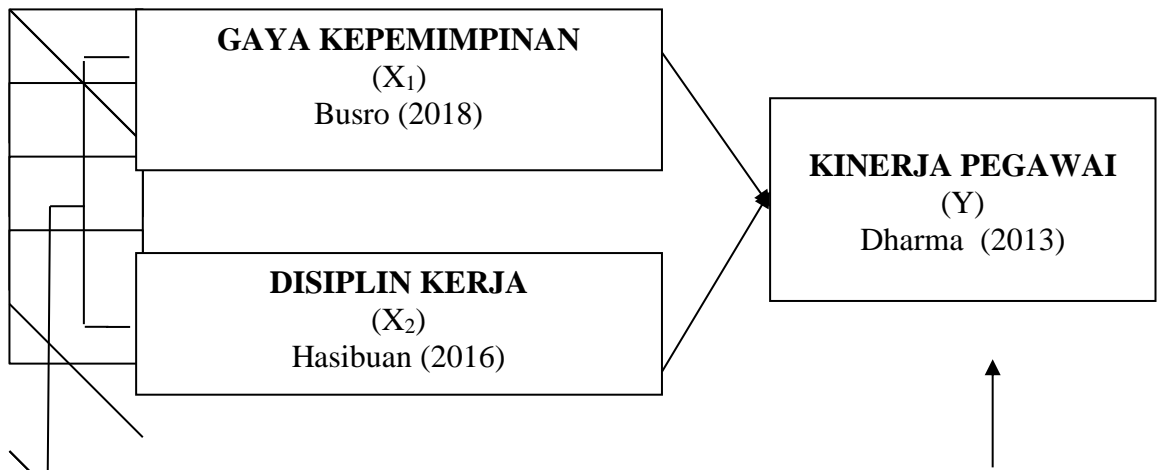 GAYA KEPEMIMPINAN
(X₁)
Busro (2018)
KINERJA PEGAWAI
(Y)
Dharma (2013)
DISIPLIN KERJA
(X₂)
Hasibuan (2016)